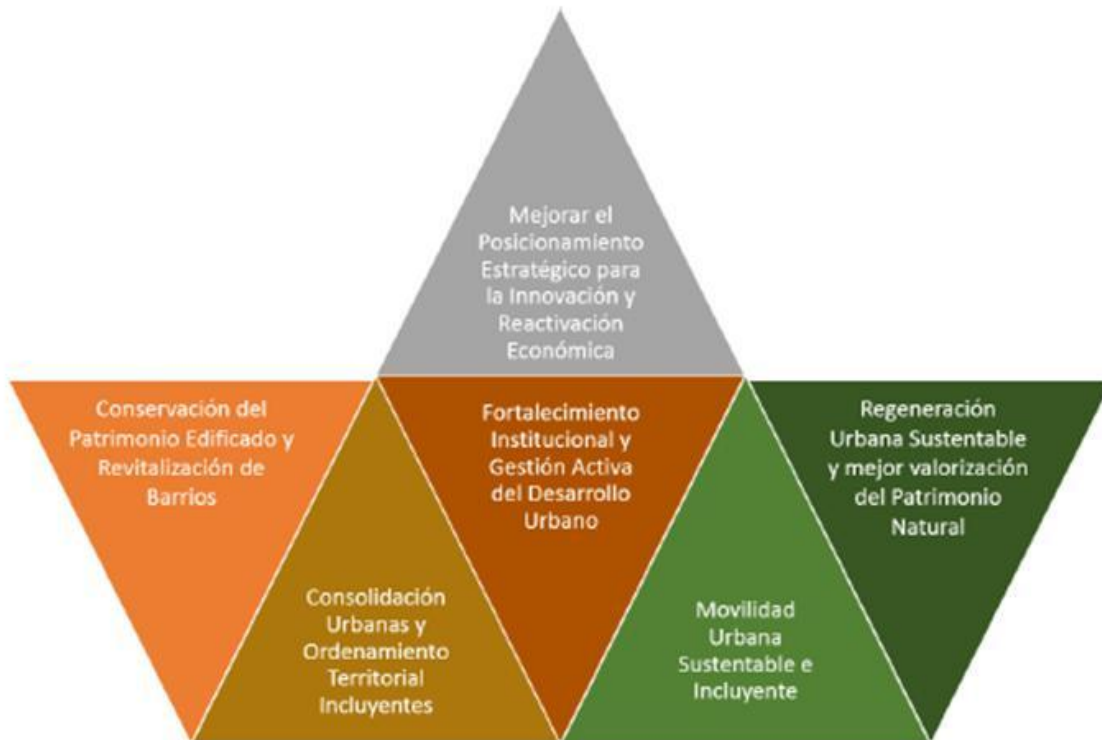 Mejorar el
Posicionamiento
Estratégico para
la Innovación y
Reactivación
Económica
Conservación del
Patrimonio Edificado y
Revitalización de
Barrios
Consolidación
Urbanas y
Ordenamiento
Territorial
Incluyentes
Fortalecimiento
Institucional y
Gestión Activa
del Desarrollo
Urbano
Movilidad
Urbana
Sustentable e
Incluyente
Regeneración
Urbana Sustentable
y mejor valorización
del Patrimonio
Natural